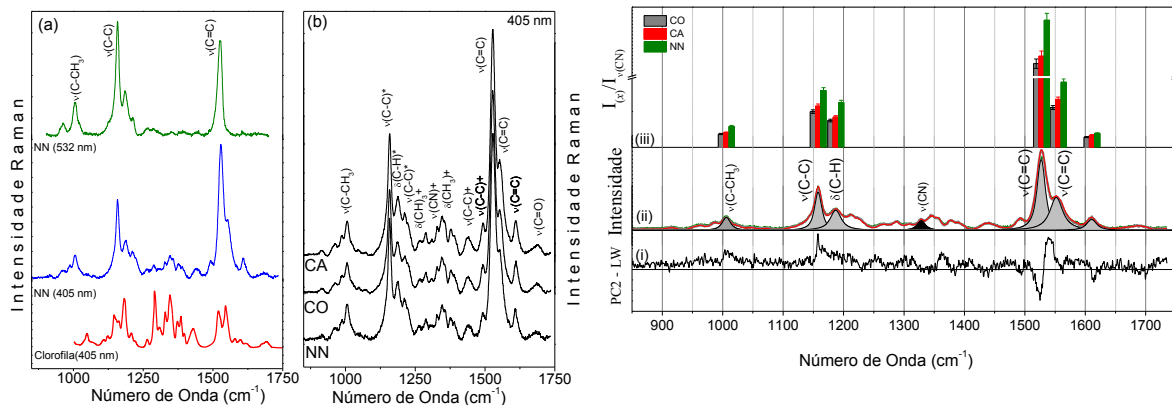 (a)
ν(C-CH₃)
ν(C-C)
ν(C=C)
NN (532 nm)
NN (405 nm)
Clorofila(405 nm)
Intensidade Raman
1000 1250 1500 1750
Número de Onda (cm⁻¹)
(b)
405 nm
ν(C-CH₃)
ν(C-C)*
δ(C-H)*
ν(C-C)*
δ(CH)₃+
ν(CN)+
δ(CH₃)+
ν(C-C)+
ν(C-C)+
ν(C=C)
ν(C=C)
ν(C=C)
ν(C=O)
CA
CO
NN
1000 1250 1500 1750
Número de Onda (cm⁻¹)
Intensidade Raman
CO
CA
NN
I(x)/Iν(CN)
(iii)
Intensidade
(ii)
ν(C-CH₃)
ν(C-C)
δ(C-H)
ν(CN)
ν(C=C)
ν(C=C)
PC2 - LW
(i)
900 1000 1100 1200 1300 1400 1500 1600 1700
Número de Onda (cm⁻¹)